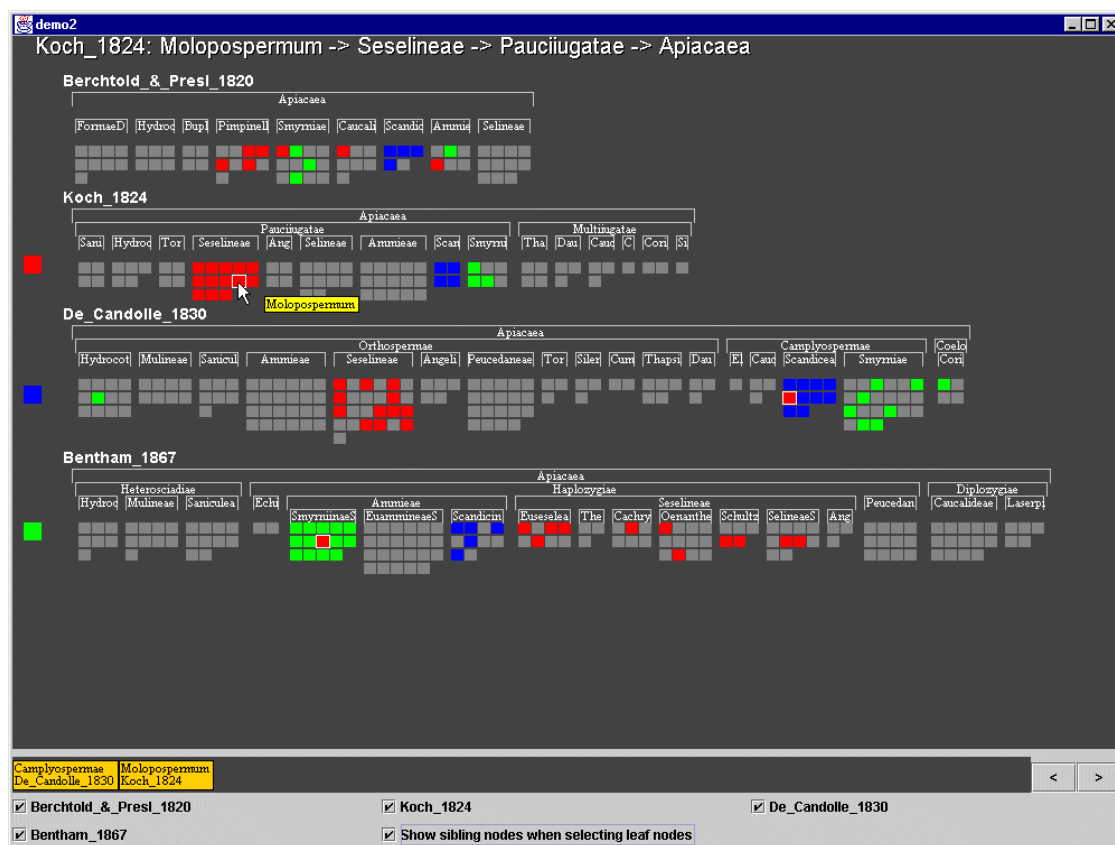 demo2
Koch_1824: Molopospermum -> Seselineae -> Pauciiugatae -> Apiacaea
Berchtold_&_Presl_1820
Apiacaea
FormaeD Hydroc Bupl Pimpinell Smyrniae Caucali Scandic Ammie Selineae
Koch_1824
Apiacaea
Pauciiugatae Multiiugatae
Sani Hydroc Tor Seselineae Ang Selineae Ammieae Scan Smyrni Tha Dau Cauc C Cori Si
Molopospermum
De_Candolle_1830
Apiacaea
Orthospermae Camplyospermae Coelo
Hydrocot Mulineae Sanicul Ammieae Seselineae Angeli Peucedaneae Tor Siler Cum Thapsi Dau El Cauc Scandicea Smyrniae Cori
Bentham_1867
Apiacaea
Heterosciadiae Haplozygiae Diplozygiae
Hydroc Mulineae Saniculea Echi Ammieae Seselineae Peucedan Caucalideae Laserp
SmyrniinaeS EuammineaeS Scandicin Euseselea The Cachry Oenanthe Schultz SelineaeS Ang
Camplyospermae Molopospermum
De_Candolle_1830 Koch_1824
< >
Berchtold_&_Presl_1820 Koch_1824 De_Candolle_1830
Bentham_1867 Show sibling nodes when selecting leaf nodes